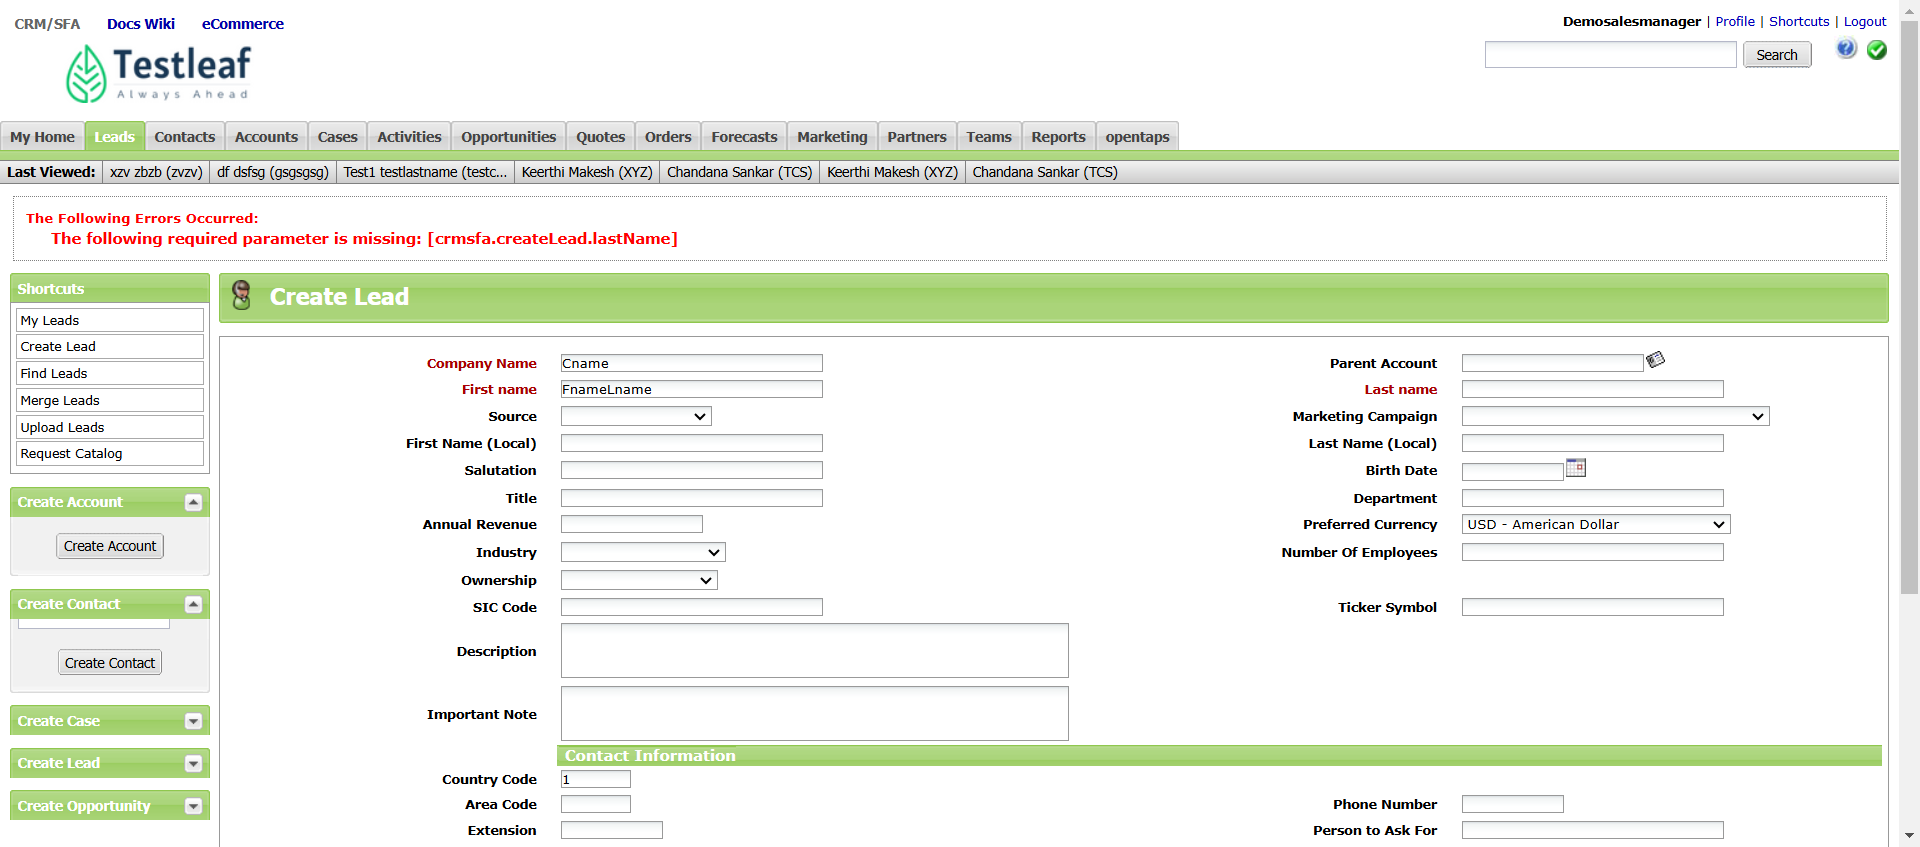 CRM/SFA Docs Wiki eCommerce
Demosalesmanager | Profile | Shortcuts | Logout
Testleaf
Always Ahead
Search
My Home Leads Contacts Accounts Cases Activities Opportunities Quotes Orders Forecasts Marketing Partners Teams Reports opentaps
Last Viewed: xzv zbzb (zvzv) df dsfsg (gsgsgsg) Test1 testlastname (testc... Keerthi Makesh (XYZ) Chandana Sankar (TCS) Keerthi Makesh (XYZ) Chandana Sankar (TCS)
The Following Errors Occurred:
The following required parameter is missing: [crmsfa.createLead.lastName]
Shortcuts
My Leads
Create Lead
Find Leads
Merge Leads
Upload Leads
Request Catalog
Create Account
Create Account
Create Contact
Create Contact
Create Case
Create Lead
Create Opportunity
Create Lead
Company Name Cname Parent Account
First name FnameLname Last name
Source Marketing Campaign
First Name (Local) Last Name (Local)
Salutation Birth Date
Title Department
Annual Revenue Preferred Currency USD - American Dollar
Industry Number Of Employees
Ownership
SIC Code Ticker Symbol
Description
Important Note
Contact Information
Country Code 1
Area Code Phone Number
Extension Person to Ask For